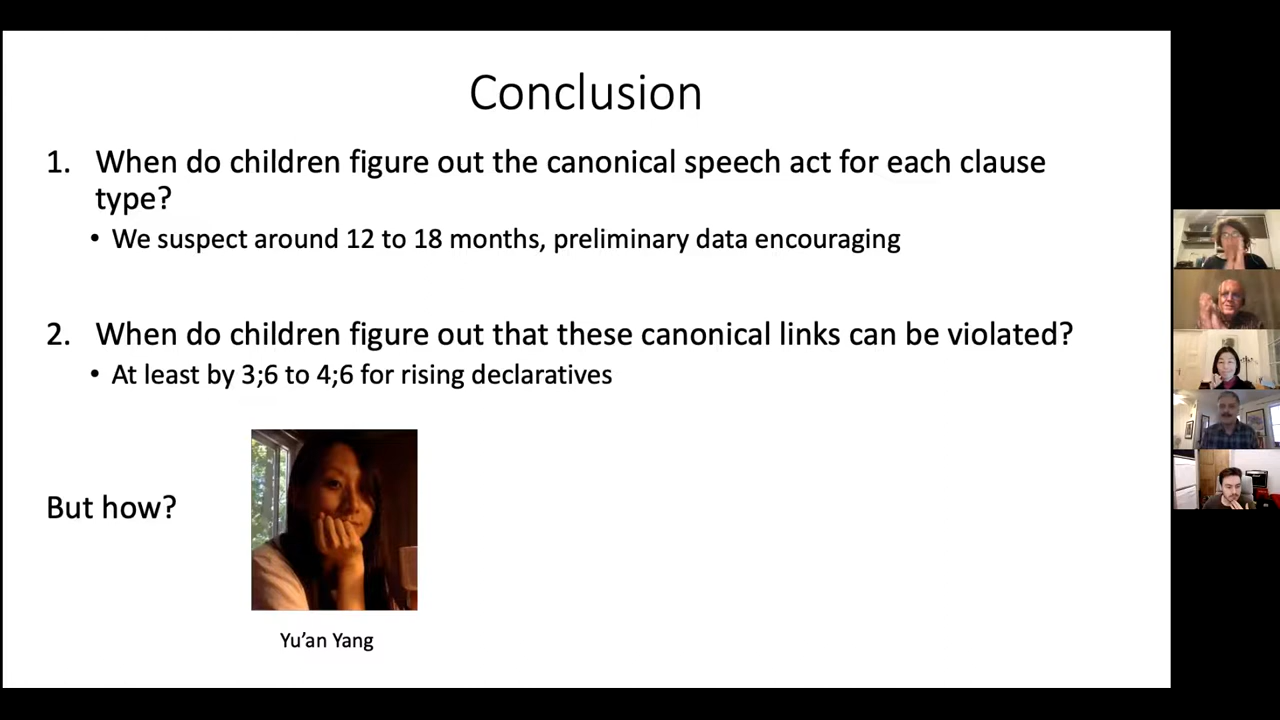 Conclusion
1. When do children figure out the canonical speech act for each clause
type?
• We suspect around 12 to 18 months, preliminary data encouraging
2. When do children figure out that these canonical links can be violated?
• At least by 3;6 to 4;6 for rising declaratives
But how?
Yu'an Yang